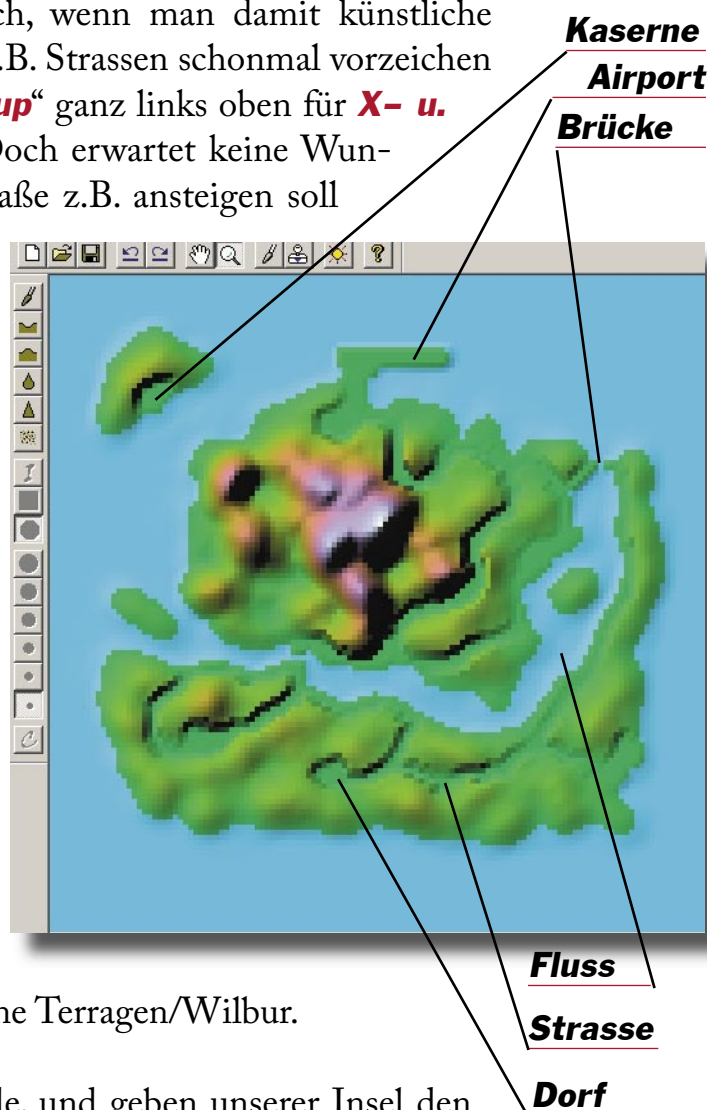 ch, wenn man damit künstliche
.B. Strassen schonmal vorzeichen
up“ ganz links oben für X– u.
Doch erwartet keine Wun-
aße z.B. ansteigen soll
Kaserne
Airport
Brücke
Fluss
ne Terragen/Wilbur.
Strasse
Dorf
le, und geben unserer Insel den